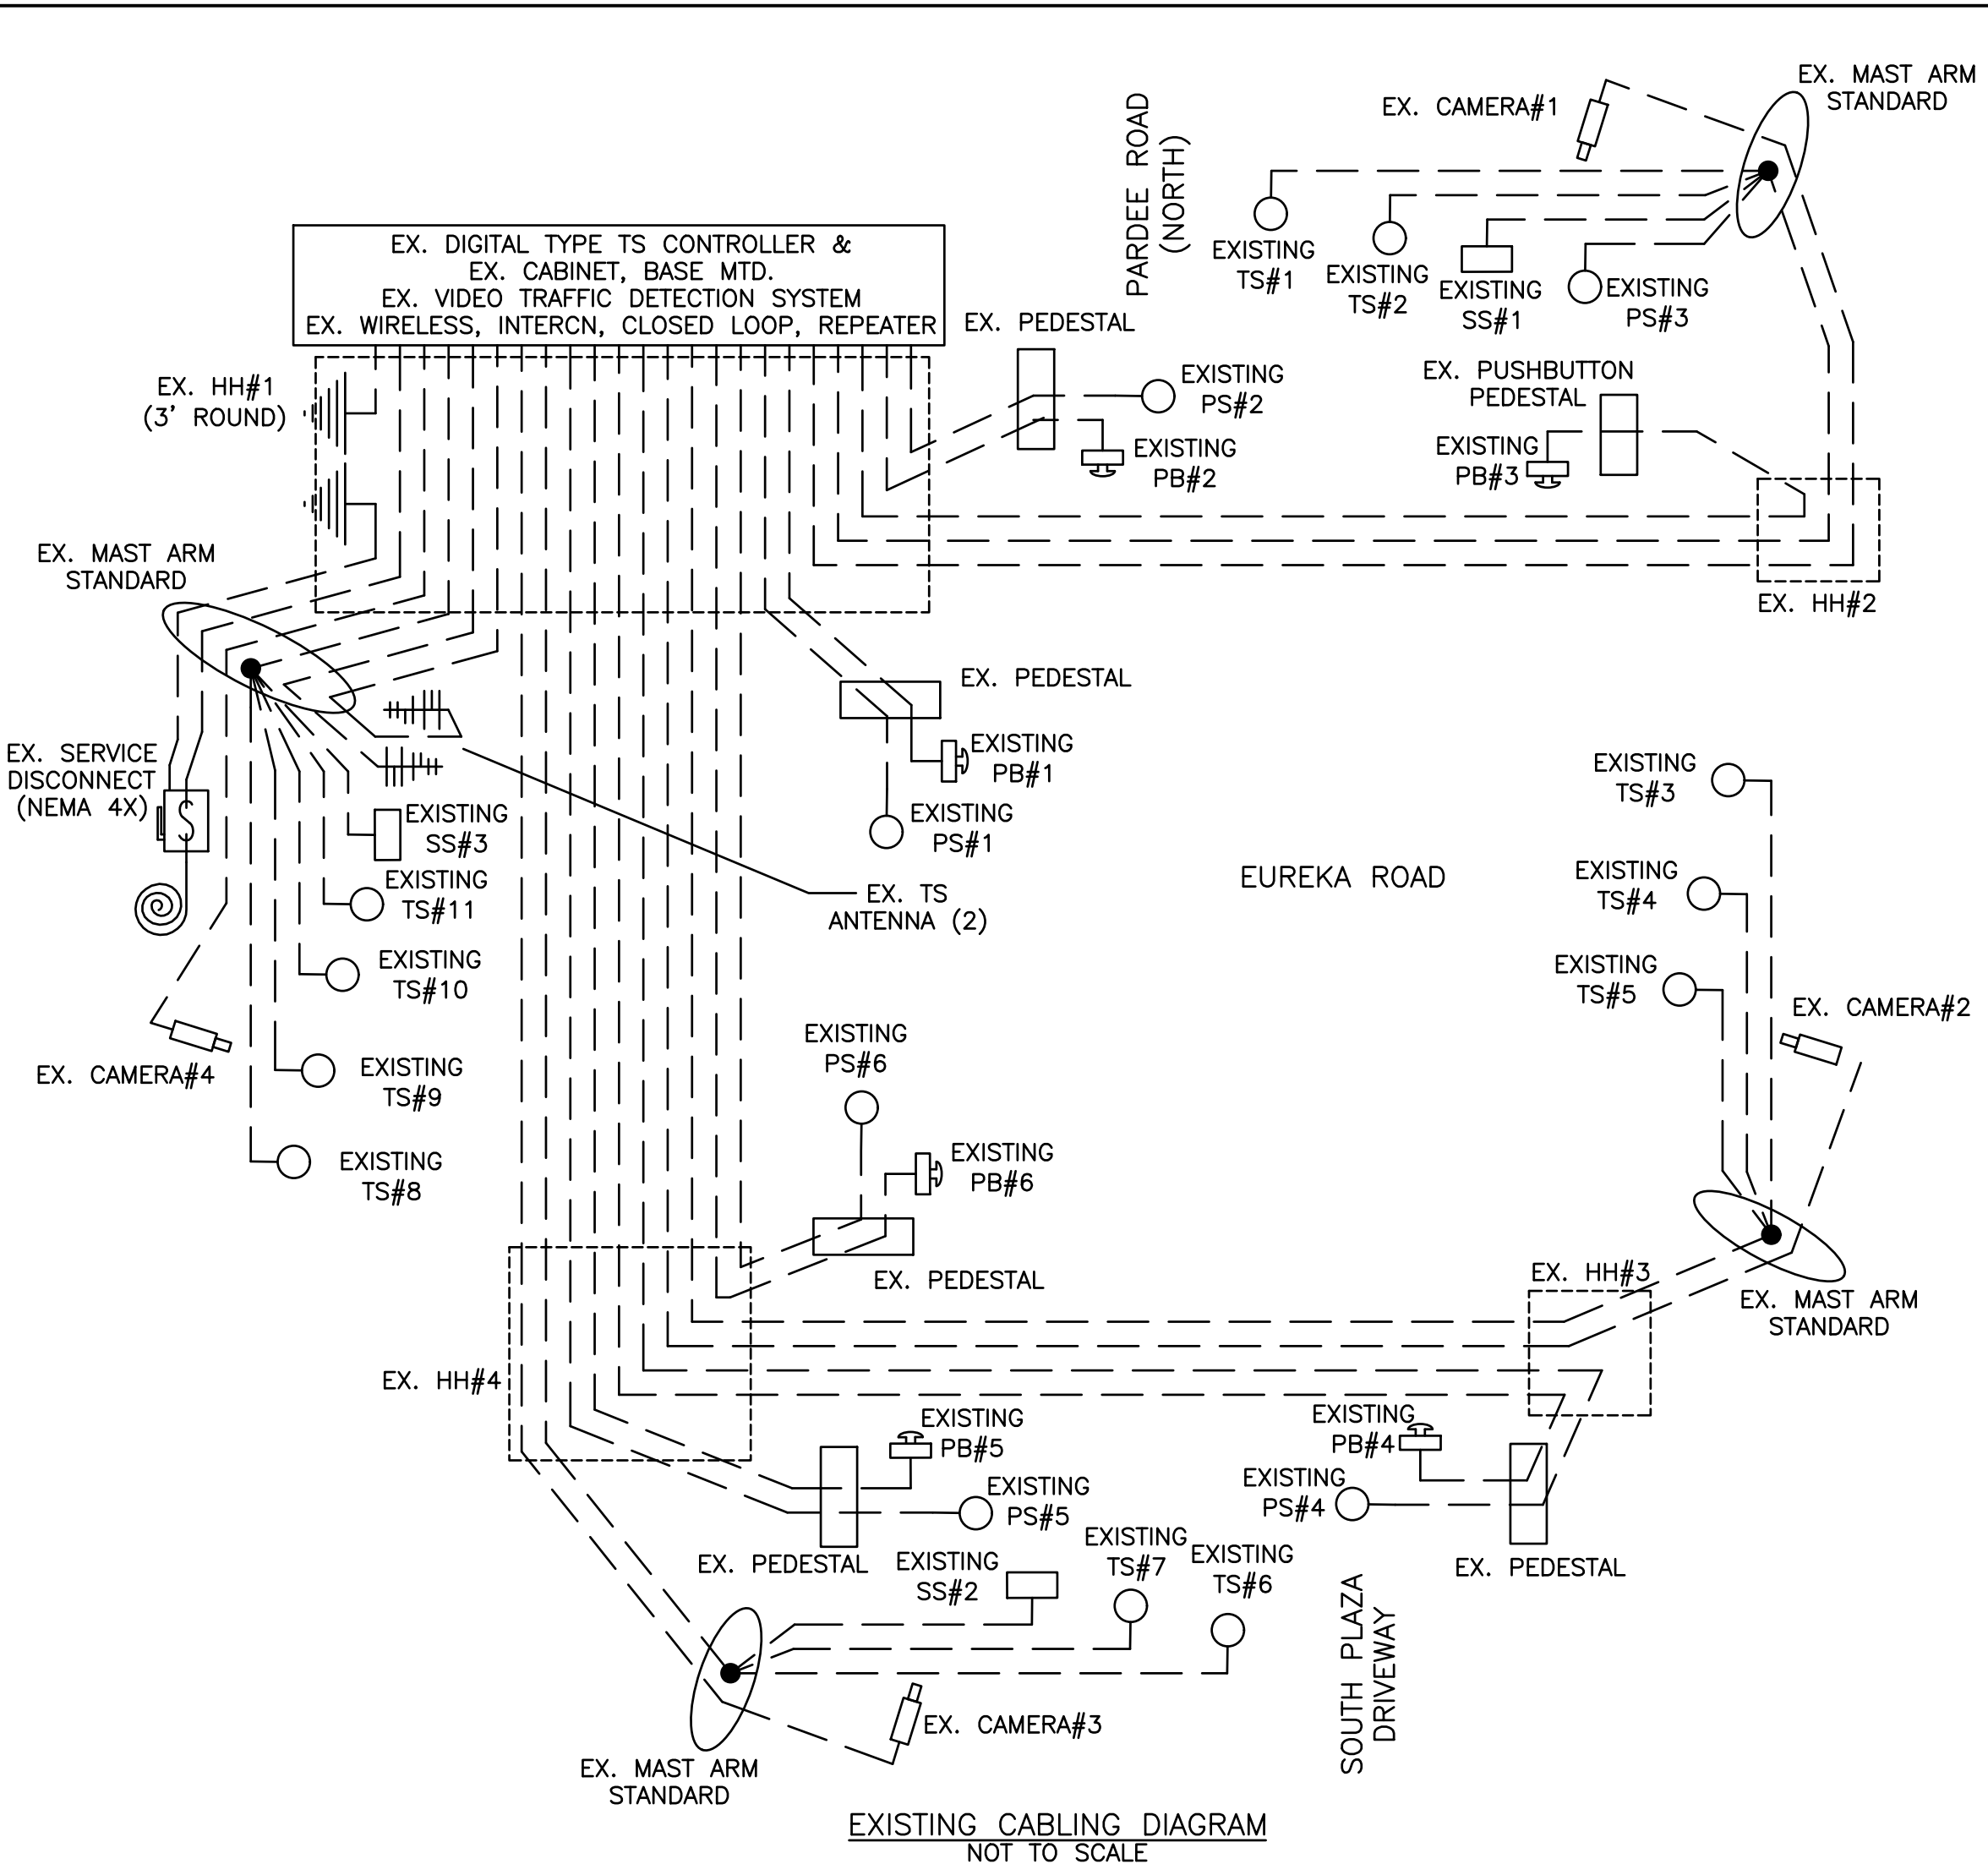 EX. MAST ARM
STANDARD
EX. CAMERA#1
PARDEE ROAD
(NORTH)
EXISTING
TS#1
EXISTING
TS#2
EXISTING
SS#1
EXISTING
PS#3
EX. DIGITAL TYPE TS CONTROLLER &
EX. CABINET, BASE MTD.
EX. VIDEO TRAFFIC DETECTION SYSTEM
EX. WIRELESS, INTERCN, CLOSED LOOP, REPEATER
EX. PEDESTAL
EX. HH#1
(3' ROUND)
EXISTING
PS#2
EXISTING
PB#2
EX. PUSHBUTTON
PEDESTAL
EXISTING
PB#3
EX. HH#2
EX. MAST ARM
STANDARD
EX. PEDESTAL
EXISTING
PB#1
EXISTING
PS#1
EX. SERVICE
DISCONNECT
(NEMA 4X)
S
EXISTING
SS#3
EXISTING
TS#11
EX. TS
ANTENNA (2)
EXISTING
TS#10
EX. CAMERA#4
EXISTING
TS#9
EXISTING
TS#8
EUREKA ROAD
EXISTING
TS#3
EXISTING
TS#4
EXISTING
TS#5
EX. CAMERA#2
EXISTING
PS#6
EXISTING
PB#6
EX. PEDESTAL
EX. HH#3
EX. MAST ARM
STANDARD
EX. HH#4
EXISTING
PB#5
EXISTING
PS#5
EX. PEDESTAL
EXISTING
PB#4
EXISTING
PS#4
EX. PEDESTAL
EXISTING
SS#2
EXISTING
TS#7
EXISTING
TS#6
EX. CAMERA#3
EX. MAST ARM
STANDARD
SOUTH PLAZA
DRIVEWAY
EXISTING CABLING DIAGRAM
NOT TO SCALE